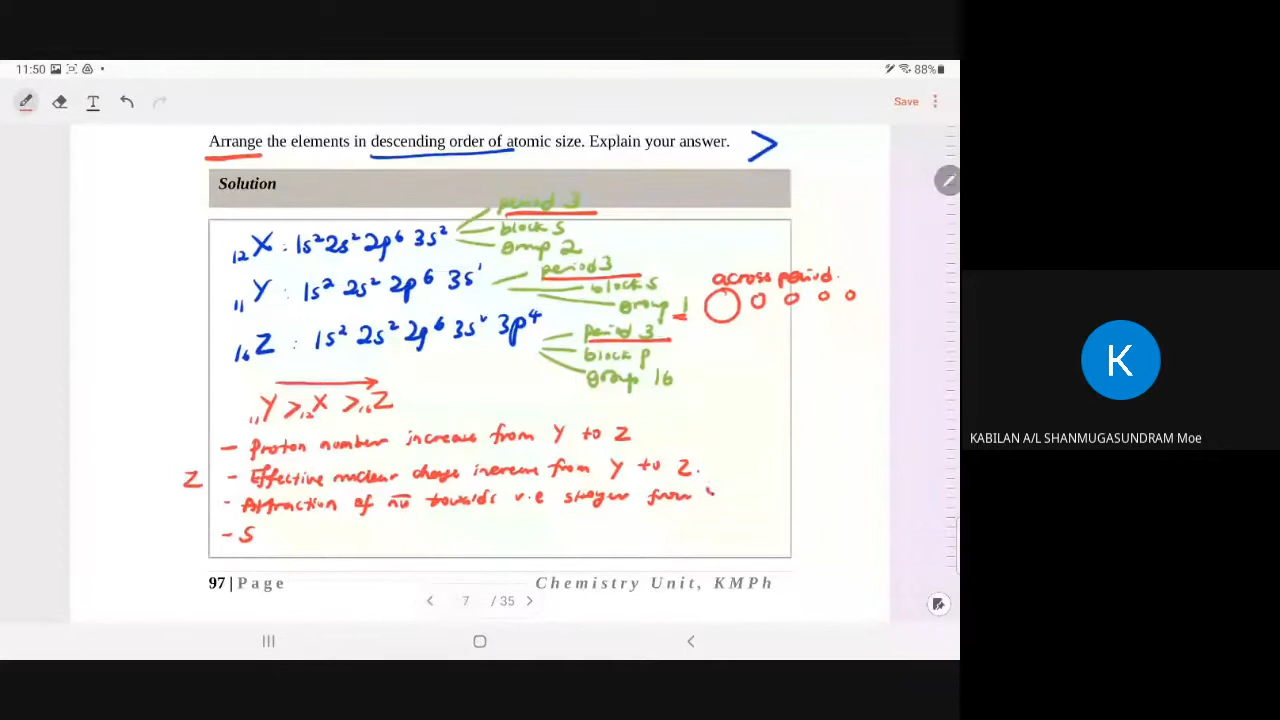 11:50
88%
T
Save
Arrange the elements in descending order of atomic size. Explain your answer. >
Solution
₁₂X : 1s² 2s² 2p⁶ 3s²
period 3
block s
group 2
₁₁Y : 1s² 2s² 2p⁶ 3s¹
period 3
block s
group 1
across period.
₁₆Z : 1s² 2s² 2p⁶ 3s² 3p⁴
period 3
block p
group 16
₁₁Y > ₁₂X > ₁₆Z
- Proton number increase from Y to Z
Z - Effective nuclear charge increase from Y to Z.
- Attraction of towards v.e from
- S
97 | Page Chemistry Unit, KMPh
7 / 35
K
KABILAN A/L SHANMUGASUNDRAM Moe